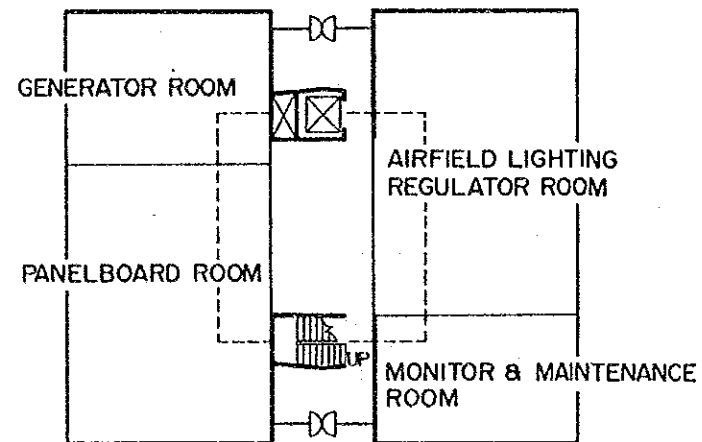 GENERATOR ROOM
AIRFIELD LIGHTING
REGULATOR ROOM
PANELBOARD ROOM
UP
MONITOR & MAINTENANCE
ROOM